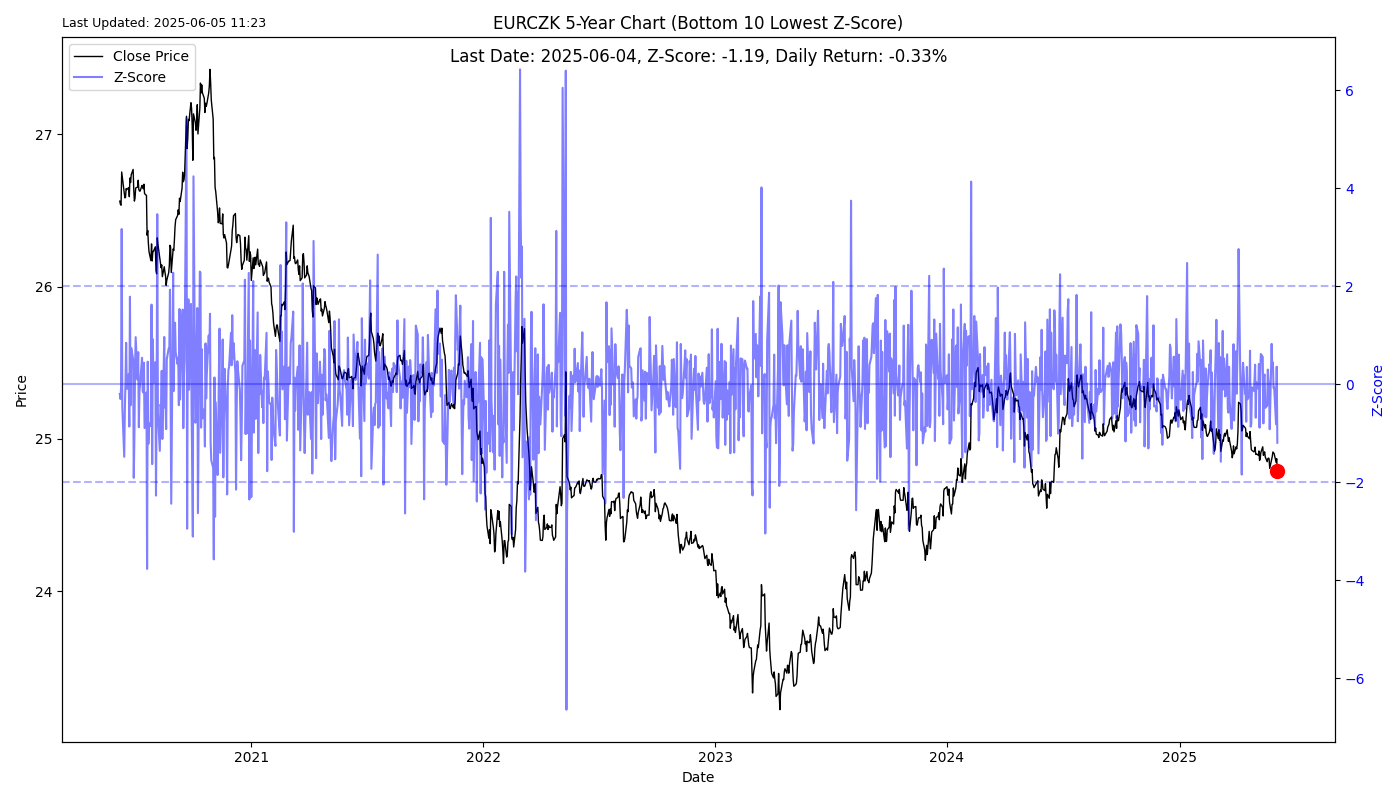 Last Updated: 2025-06-05 11:23
EURCZK 5-Year Chart (Bottom 10 Lowest Z-Score)
Last Date: 2025-06-04, Z-Score: -1.19, Daily Return: -0.33%
Close Price
Z-Score
27
26
25
24
Price
6
4
2
0
−2
−4
−6
Z-Score
2021
2022
2023
2024
2025
Date